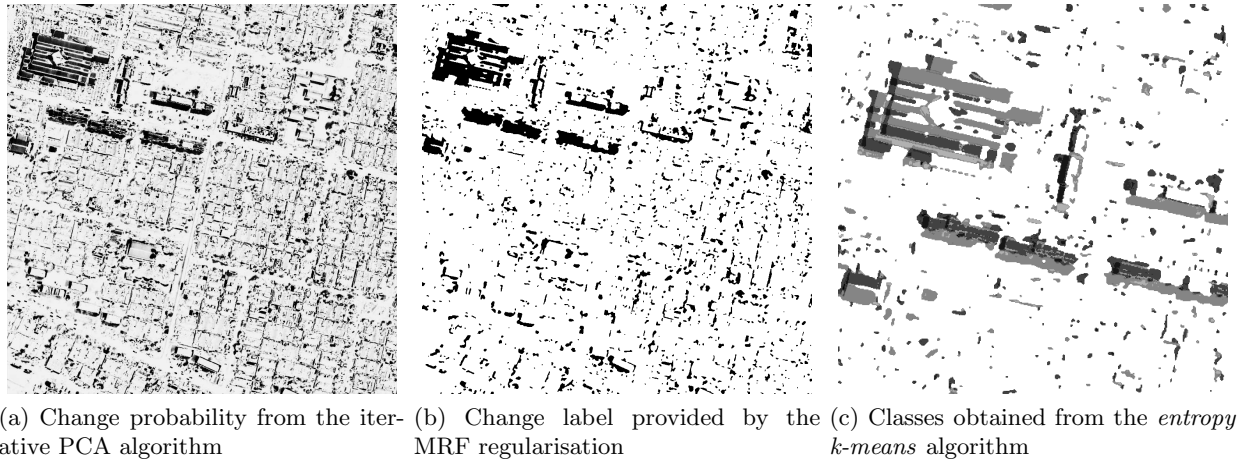 (a) Change probability from the iter-
ative PCA algorithm
(b) Change label provided by the
MRF regularisation
(c) Classes obtained from the entropy
k-means algorithm